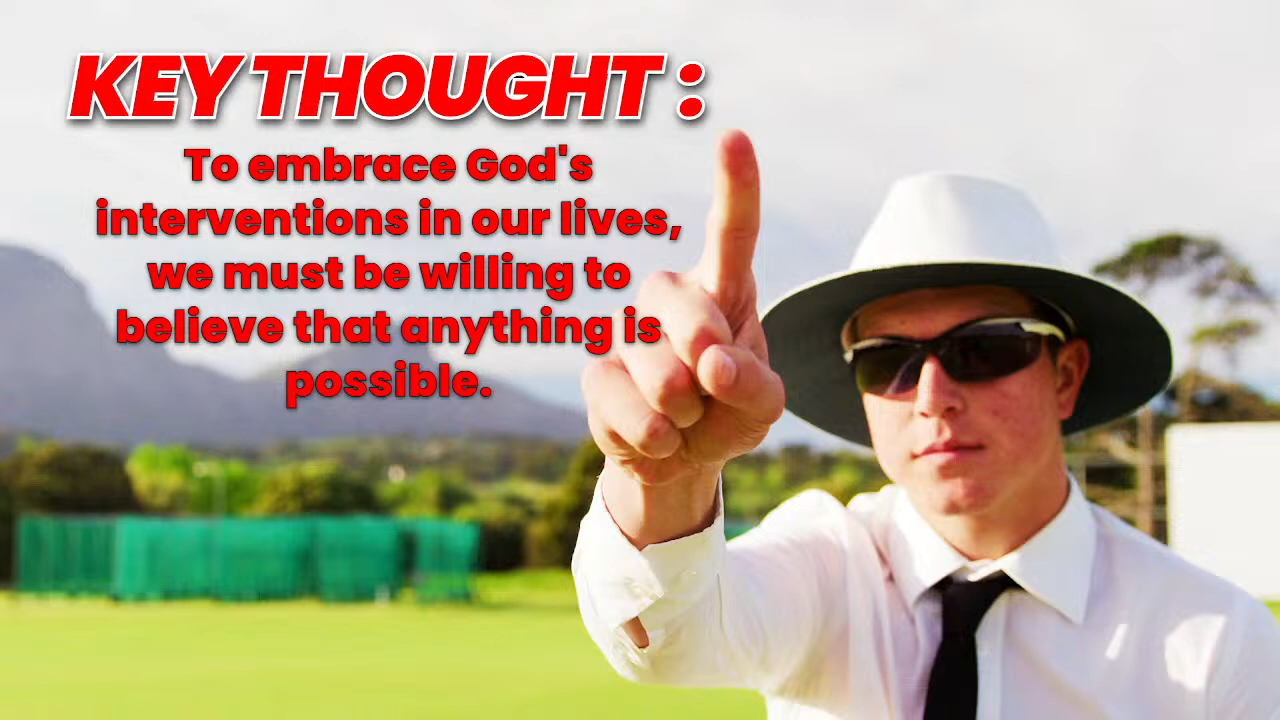 KEY THOUGHT :
To embrace God's
interventions in our lives,
we must be willing to
believe that anything is
possible.